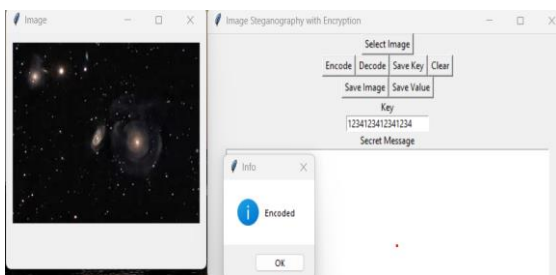 Image
Image Steganography with Encryption
Select Image
Encode Decode Save Key Clear
Save Image Save Value
Key
1234123412341234
Secret Message
Info
Encoded
OK